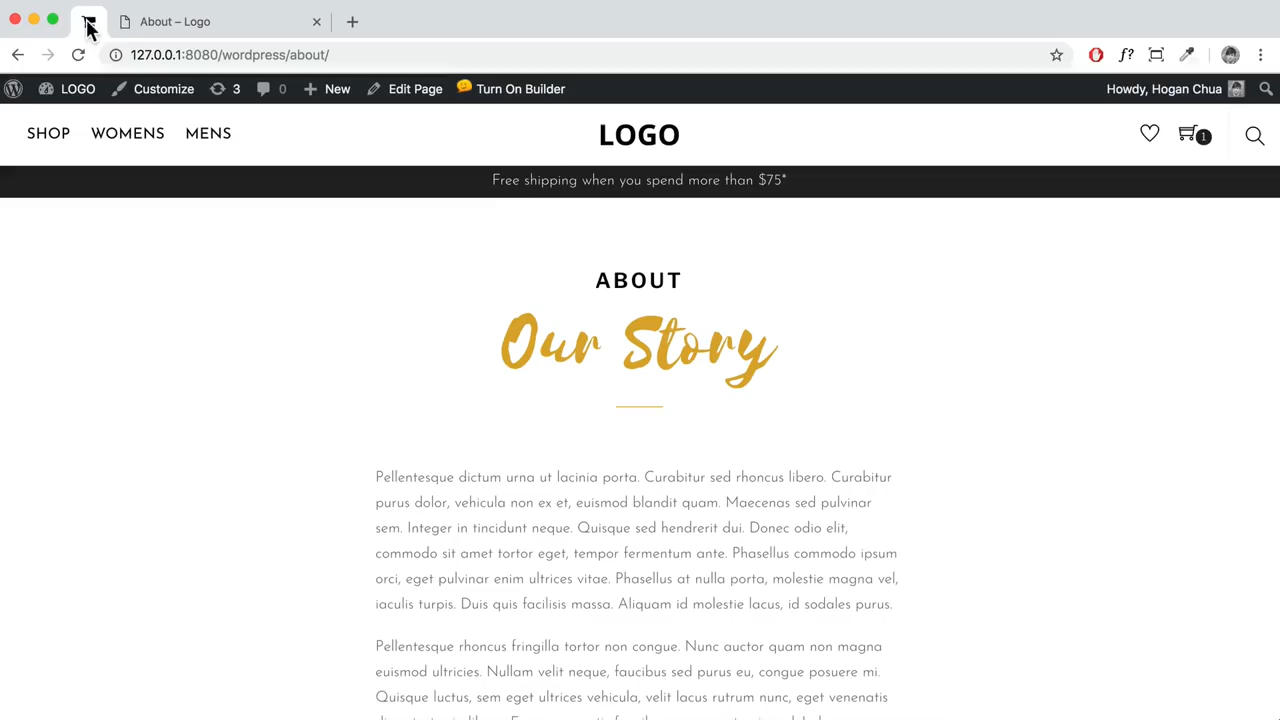 About – Logo
127.0.0.1:8080/wordpress/about/
f?
LOGO Customize 3 0 New Edit Page Turn On Builder Howdy, Hogan Chua
SHOP WOMENS MENS LOGO 1
Free shipping when you spend more than $75*
ABOUT
Our Story
Pellentesque dictum urna ut lacinia porta. Curabitur sed rhoncus libero. Curabitur
purus dolor, vehicula non ex et, euismod blandit quam. Maecenas sed pulvinar
sem. Integer in tincidunt neque. Quisque sed hendrerit dui. Donec odio elit,
commodo sit amet tortor eget, tempor fermentum ante. Phasellus commodo ipsum
orci, eget pulvinar enim ultrices vitae. Phasellus at nulla porta, molestie magna vel,
iaculis turpis. Duis quis facilisis massa. Aliquam id molestie lacus, id sodales purus.
Pellentesque rhoncus fringilla tortor non congue. Nunc auctor quam non magna
euismod ultricies. Nullam velit neque, faucibus sed purus eu, congue posuere mi.
Quisque luctus, sem eget ultrices vehicula, velit lacus rutrum nunc, eget venenatis